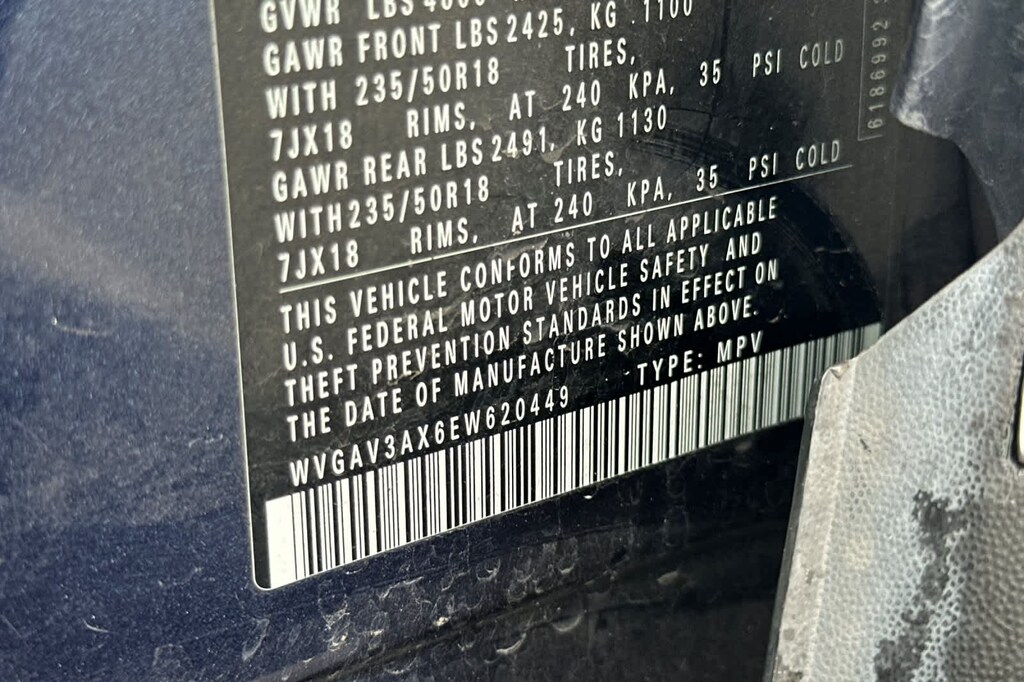 GVWR LBS
GAWR FRONT LBS 2425, KG .1100
WITH 235/50R18 TIRES,
7JX18 RIMS, AT 240 KPA, 35 PSI COLD
GAWR REAR LBS 2491, KG 1130
WITH 235/50R18 TIRES,
7JX18 RIMS, AT 240 KPA, 35 PSI COLD
THIS VEHICLE CONFORMS TO ALL APPLICABLE
U.S. FEDERAL MOTOR VEHICLE SAFETY AND
THEFT PREVENTION STANDARDS IN EFFECT ON
THE DATE OF MANUFACTURE SHOWN ABOVE.
WVGAV3AX6EW620449 TYPE: MPV
6186992